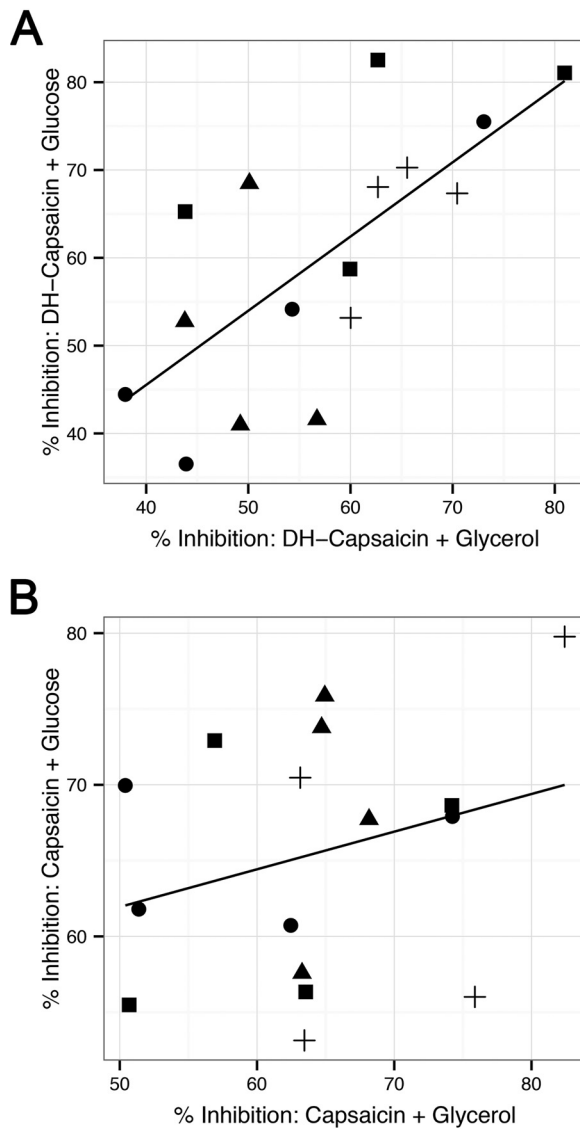 A
% Inhibition: DH−Capsaicin + Glucose
80
70
60
50
40
40 50 60 70 80
% Inhibition: DH−Capsaicin + Glycerol
B
% Inhibition: Capsaicin + Glucose
80
70
60
50 60 70 80
% Inhibition: Capsaicin + Glycerol